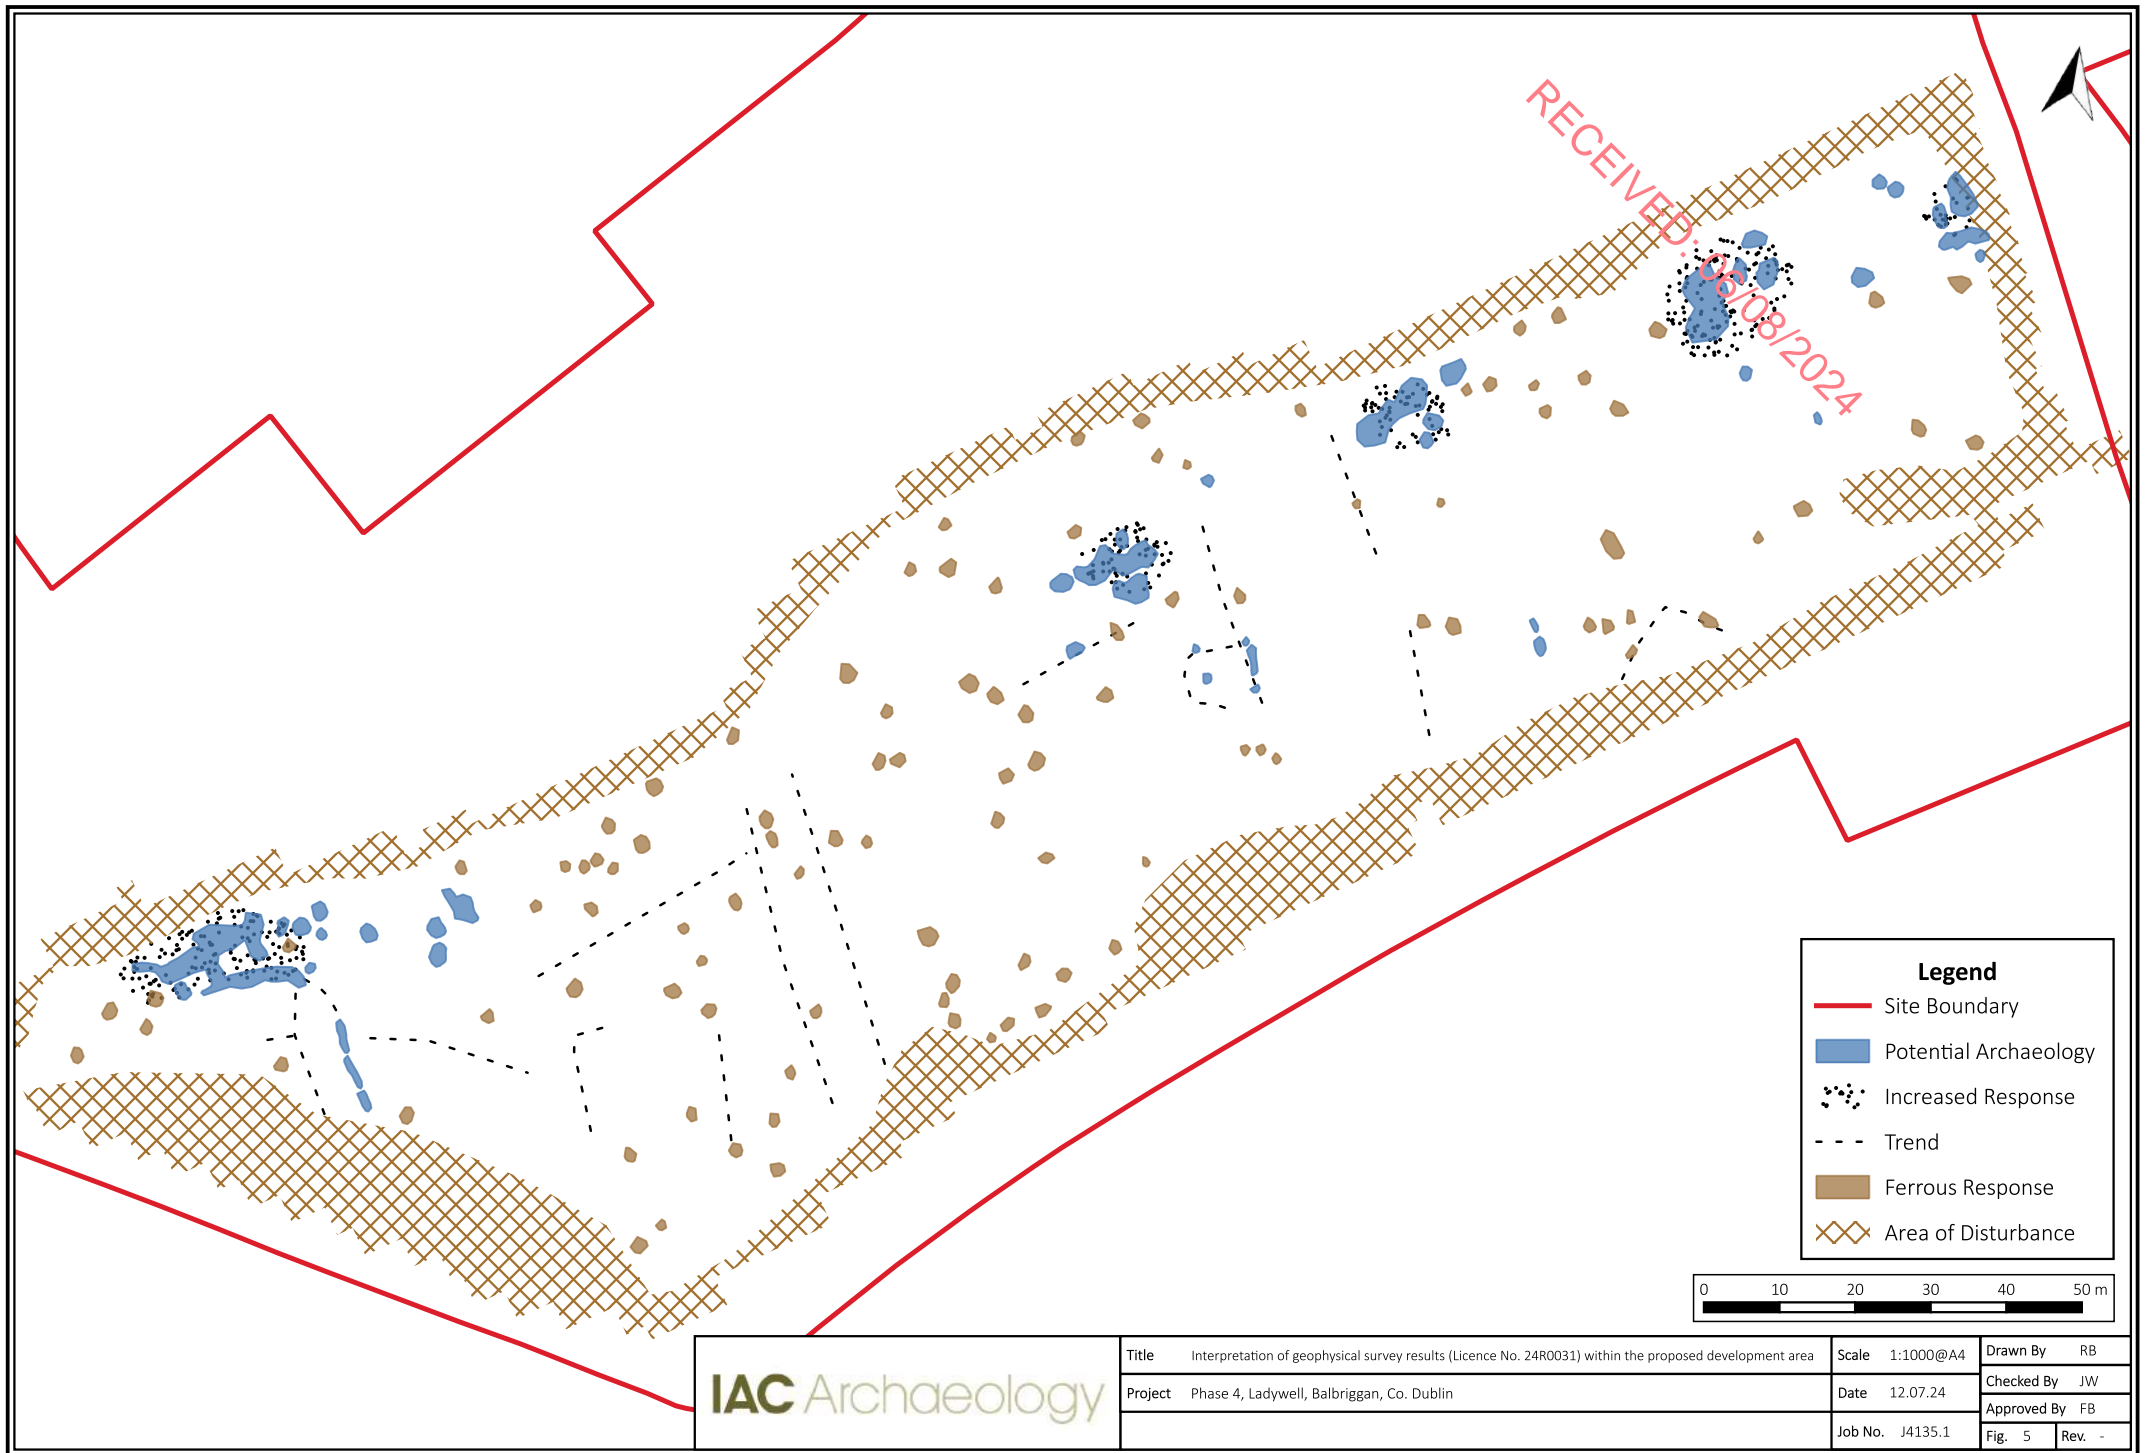 RECEIVED: 06/08/2024
Legend
Site Boundary
Potential Archaeology
Increased Response
Trend
Ferrous Response
Area of Disturbance
0 10 20 30 40 50 m
IAC Archaeology
Title Interpretation of geophysical survey results (Licence No. 24R0031) within the proposed development area
Project Phase 4, Ladywell, Balbriggan, Co. Dublin
Scale 1:1000@A4
Date 12.07.24
Job No. J4135.1
Drawn By RB
Checked By JW
Approved By FB
Fig. 5 Rev. -